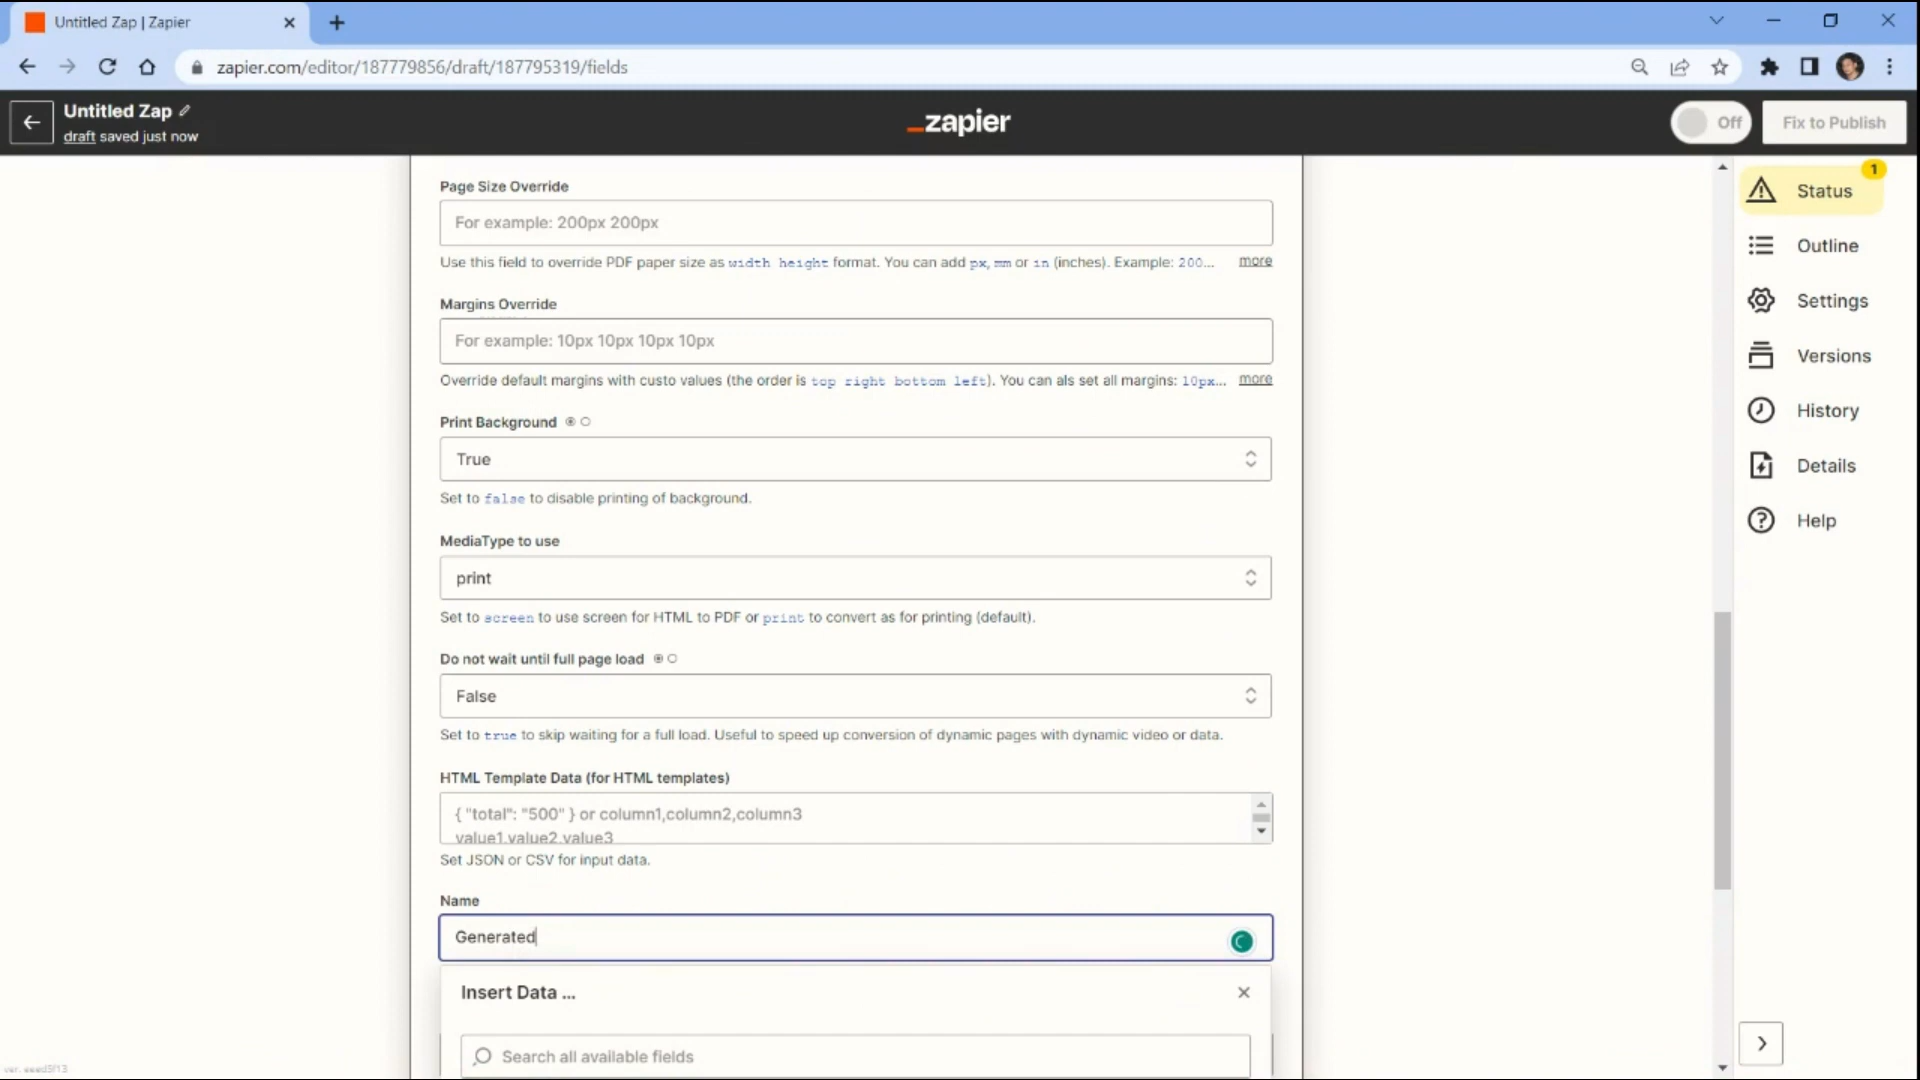 Untitled Zap | Zapier
zapier.com/editor/187779856/draft/187795319/fields
Untitled Zap
draft saved just now
zapier
Off
Fix to Publish
1
Status
Outline
Settings
Versions
History
Details
Help
Page Size Override
For example: 200px 200px
Use this field to override PDF paper size as width height format. You can add px, mm or in (inches). Example: 200... more
Margins Override
For example: 10px 10px 10px 10px
Override default margins with custo values (the order is top right bottom left). You can als set all margins: 10px... more
Print Background
True
Set to false to disable printing of background.
MediaType to use
print
Set to screen to use screen for HTML to PDF or print to convert as for printing (default).
Do not wait until full page load
False
Set to true to skip waiting for a full load. Useful to speed up conversion of dynamic pages with dynamic video or data.
HTML Template Data (for HTML templates)
{ "total": "500" } or column1,column2,column3
value1,value2,value3
Set JSON or CSV for input data.
Name
Generated
Insert Data ...
Search all available fields